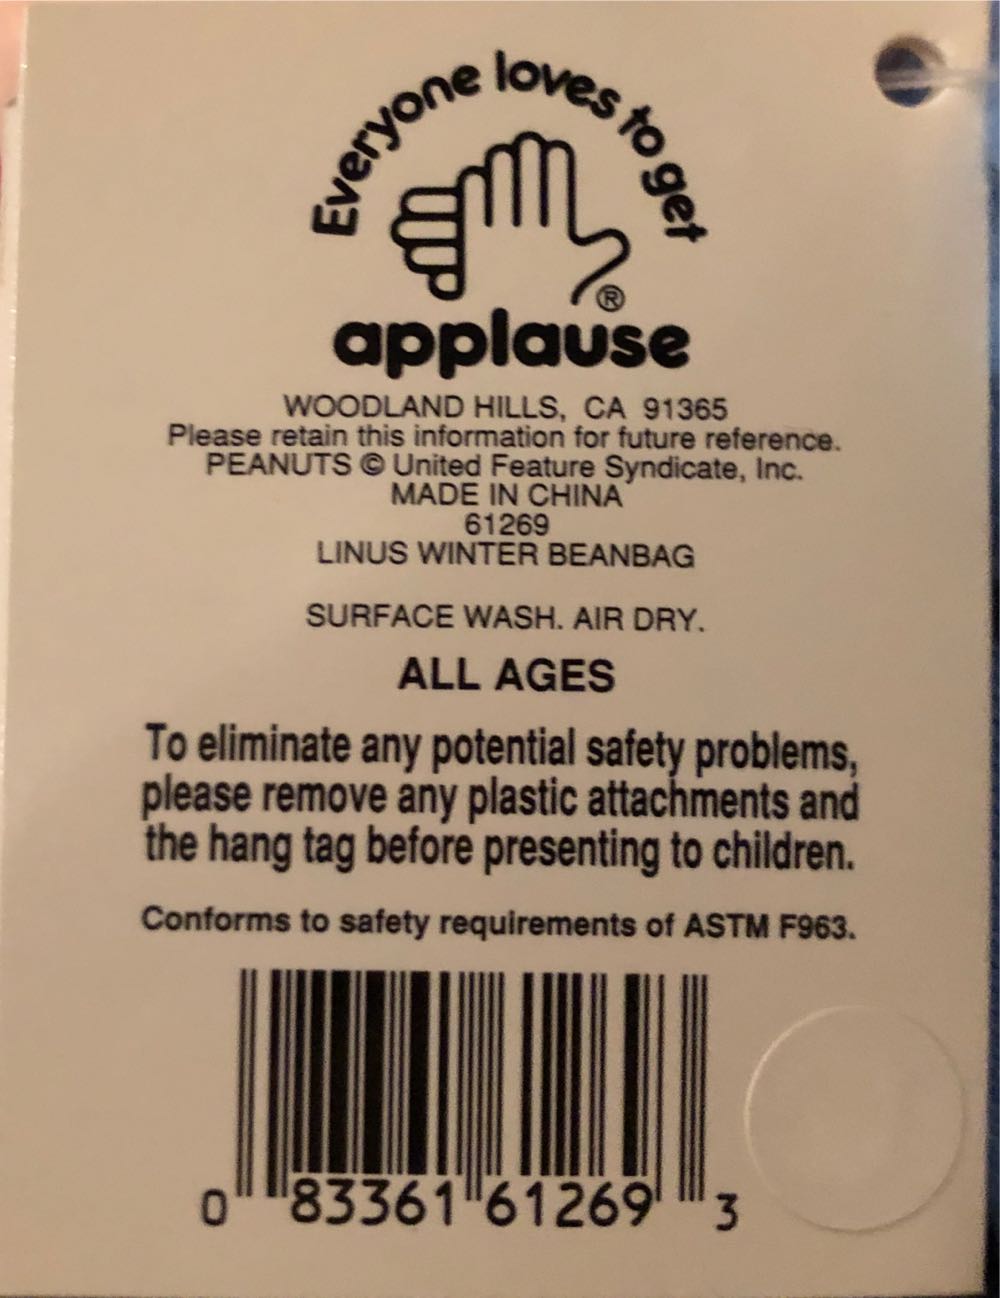 Everyone loves to get
®
applause
WOODLAND HILLS, CA 91365
Please retain this information for future reference.
PEANUTS © United Feature Syndicate, Inc.
MADE IN CHINA
61269
LINUS WINTER BEANBAG
SURFACE WASH. AIR DRY.
ALL AGES
To eliminate any potential safety problems,
please remove any plastic attachments and
the hang tag before presenting to children.
Conforms to safety requirements of ASTM F963.
0 83361 61269 3